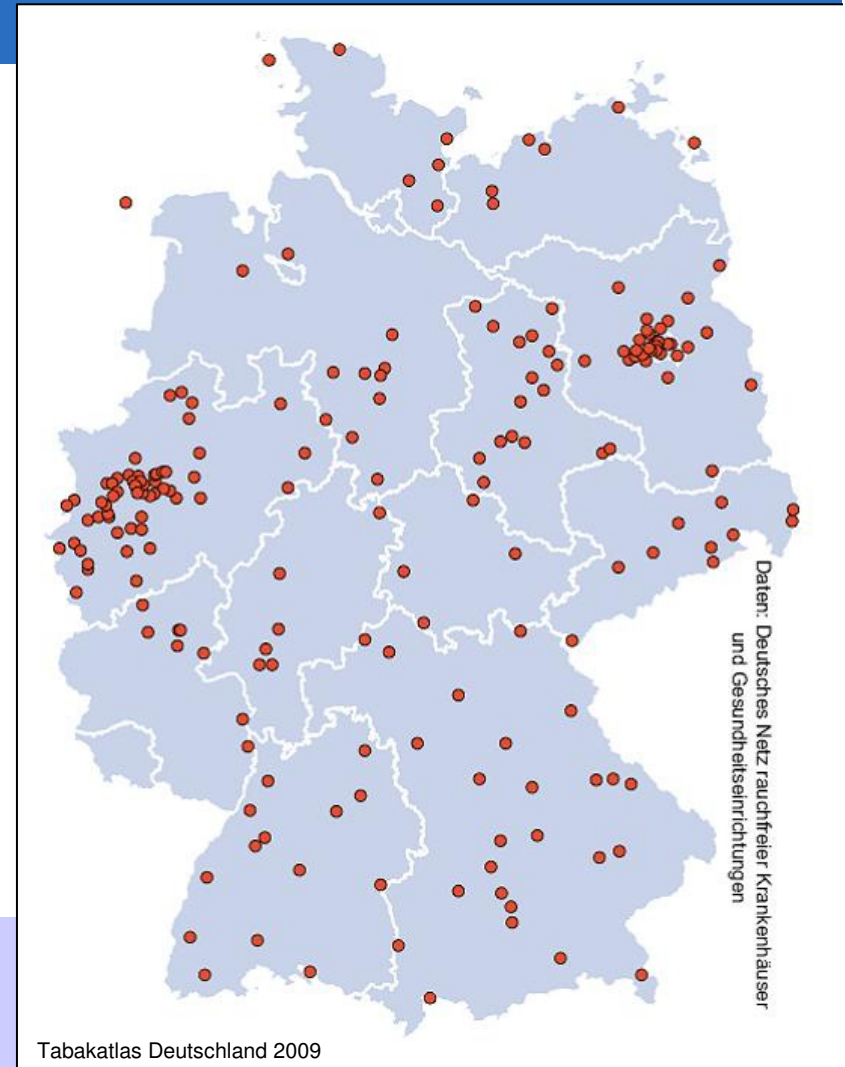 Daten: Deutsches Netz rauchfreier Krankenhäuser
und Gesundheitseinrichtungen
Tabakatlas Deutschland 2009